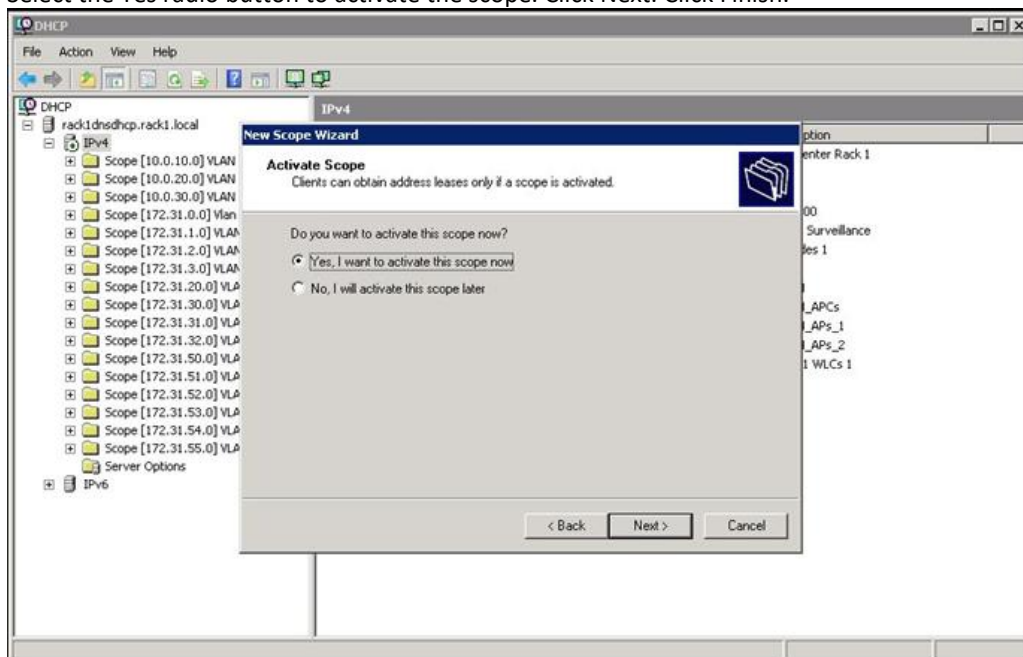 Select the Yes radio button to activate the scope. Click Next. Click Finish.
DHCP
File Action View Help
DHCP
rack1dnsdhcp.rack1.local
IPv4
Scope [10.0.10.0] VLAN
Scope [10.0.20.0] VLAN
Scope [10.0.30.0] VLAN
Scope [172.31.0.0] Vlan
Scope [172.31.1.0] VLAN
Scope [172.31.2.0] VLAN
Scope [172.31.3.0] VLAN
Scope [172.31.20.0] VLA
Scope [172.31.30.0] VLA
Scope [172.31.31.0] VLA
Scope [172.31.32.0] VLA
Scope [172.31.50.0] VLA
Scope [172.31.51.0] VLA
Scope [172.31.52.0] VLA
Scope [172.31.53.0] VLA
Scope [172.31.54.0] VLA
Scope [172.31.55.0] VLA
Server Options
IPv6
IPv4
New Scope Wizard
Activate Scope
Clients can obtain address leases only if a scope is activated.
Do you want to activate this scope now?
Yes, I want to activate this scope now
No, I will activate this scope later
< Back Next > Cancel
ption
enter Rack 1
00
Surveillance
des 1
_APCs
_APs_1
_APs_2
1 WLCs 1